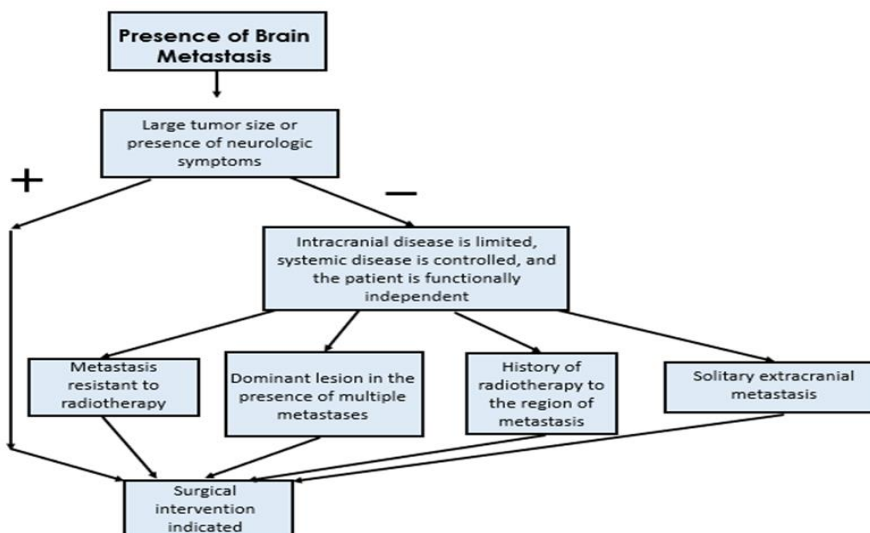 Presence of Brain
Metastasis
Large tumor size or
presence of neurologic
symptoms
+
−
Intracranial disease is limited,
systemic disease is controlled, and
the patient is functionally
independent
Metastasis
resistant to
radiotherapy
Dominant lesion in the
presence of multiple
metastases
History of
radiotherapy to
the region of
metastasis
Solitary extracranial
metastasis
Surgical
intervention
indicated